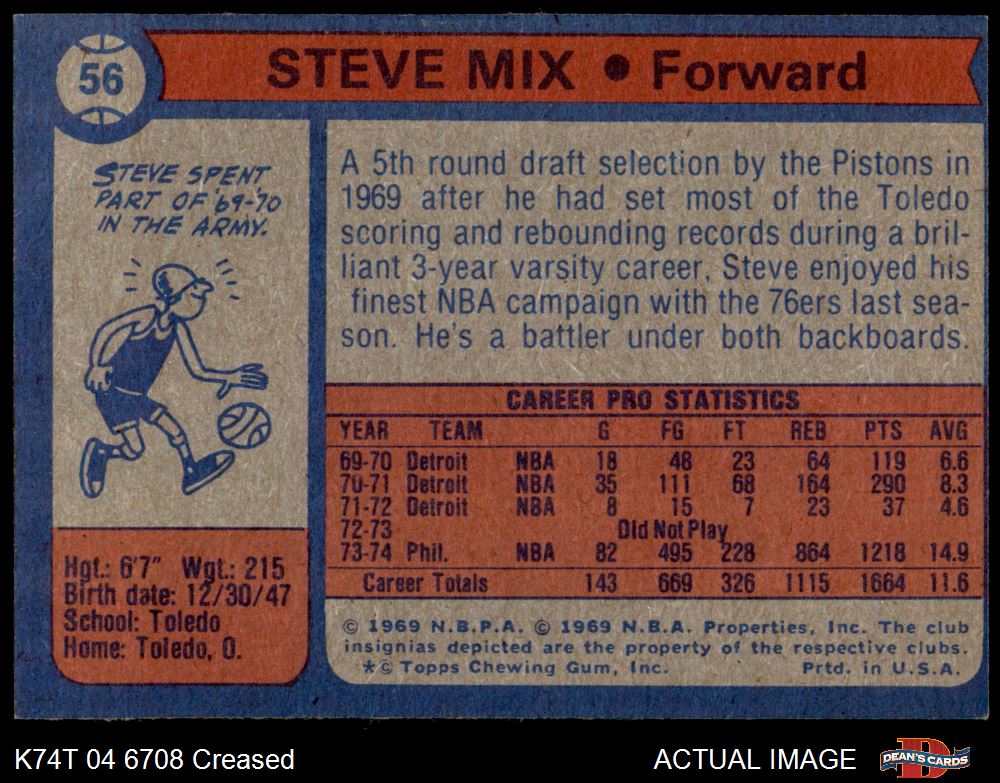 56
STEVE MIX • Forward
STEVE SPENT
PART OF '69-'70
IN THE ARMY.
Hgt.: 6'7" Wgt.: 215
Birth date: 12/30/47
School: Toledo
Home: Toledo, O.
A 5th round draft selection by the Pistons in
1969 after he had set most of the Toledo
scoring and rebounding records during a bril-
liant 3-year varsity career, Steve enjoyed his
finest NBA campaign with the 76ers last sea-
son. He's a battler under both backboards.
CAREER PRO STATISTICS
YEAR TEAM G FG FT REB PTS AVG
69-70 Detroit NBA 18 48 23 64 119 6.6
70-71 Detroit NBA 35 111 68 164 290 8.3
71-72 Detroit NBA 8 15 7 23 37 4.6
72-73 Did Not Play
73-74 Phil. NBA 82 495 228 864 1218 14.9
Career Totals 143 669 326 1115 1664 11.6
© 1969 N.B.P.A. © 1969 N.B.A. Properties, Inc. The club
insignias depicted are the property of the respective clubs.
*© Topps Chewing Gum, Inc. Prtd. in U.S.A.
K74T 04 6708 Creased
ACTUAL IMAGE
D
DEAN'S CARDS